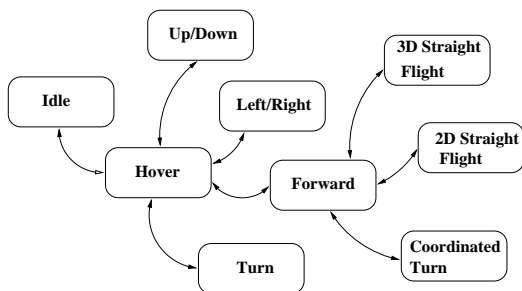 Up/Down
3D Straight
Flight
Idle
Left/Right
2D Straight
Flight
Hover
Forward
Turn
Coordinated
Turn